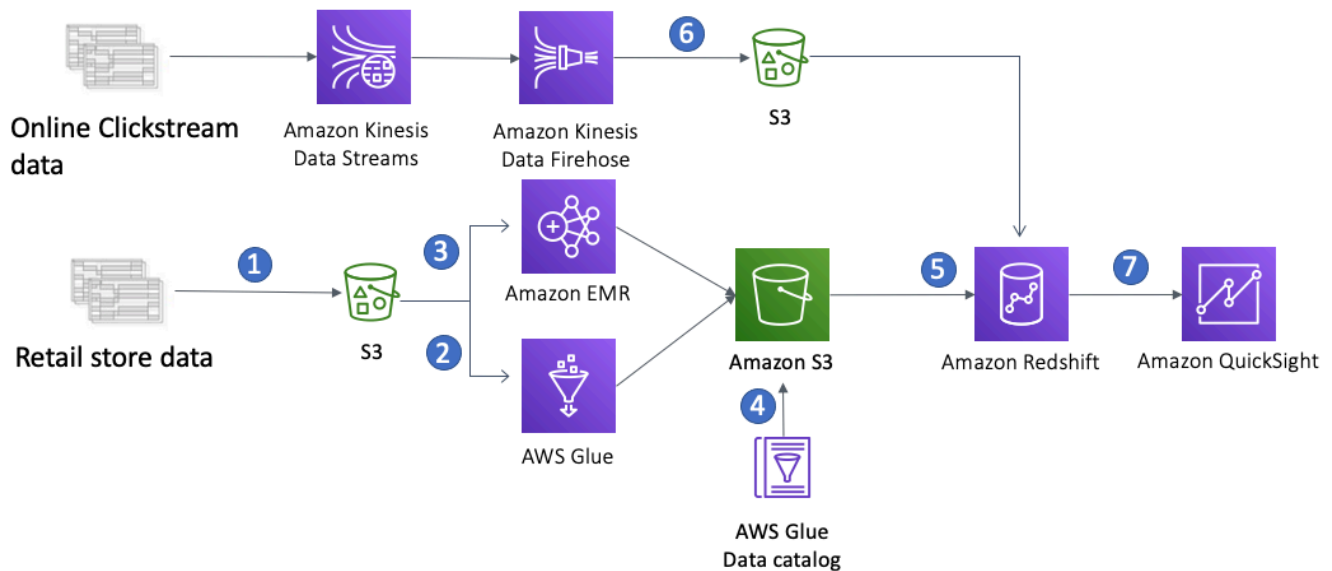 6
S3
Online Clickstream
data
Amazon Kinesis
Data Streams
Amazon Kinesis
Data Firehose
1
3
5
7
Amazon EMR
S3
2
Retail store data
Amazon S3
Amazon Redshift
Amazon QuickSight
4
AWS Glue
AWS Glue
Data catalog